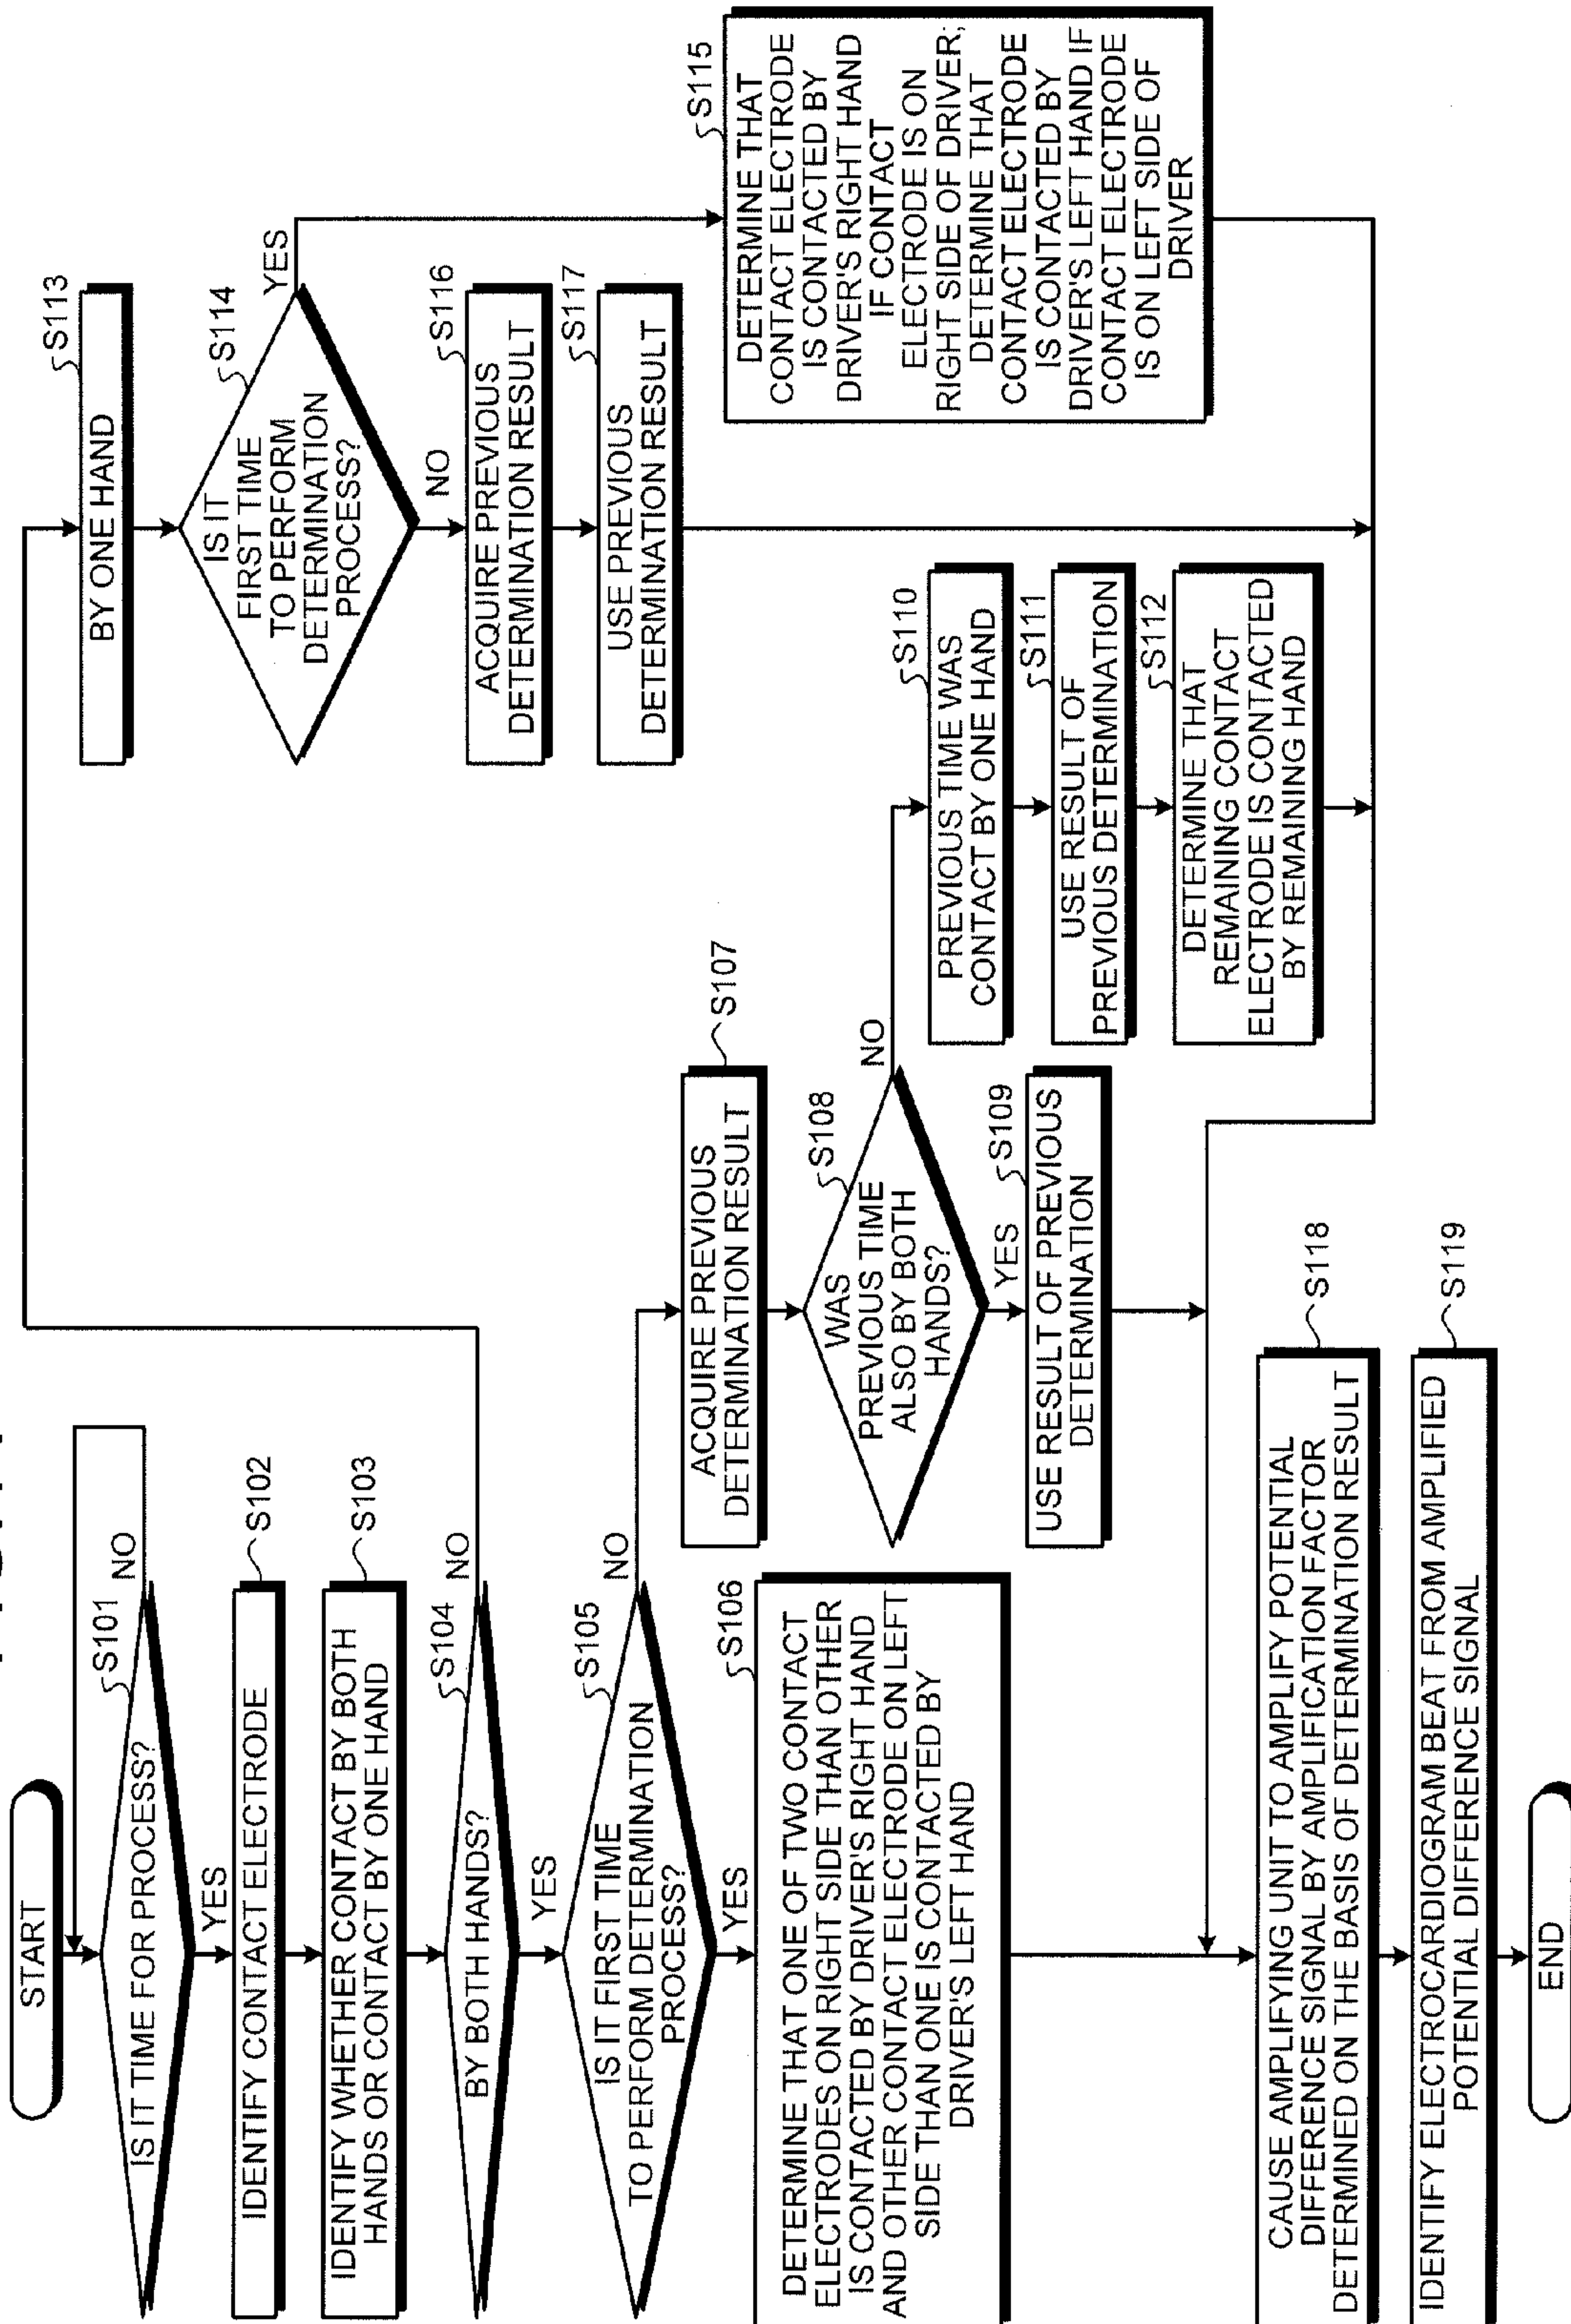 START
S101
IS IT TIME FOR PROCESS?
NO
YES
S102
IDENTIFY CONTACT ELECTRODE
S103
IDENTIFY WHETHER CONTACT BY BOTH
HANDS OR CONTACT BY ONE HAND
S104
BY BOTH HANDS?
NO
YES
S105
IS IT FIRST TIME
TO PERFORM DETERMINATION
PROCESS?
NO
YES
S106
DETERMINE THAT ONE OF TWO CONTACT
ELECTRODES ON RIGHT SIDE THAN OTHER
IS CONTACTED BY DRIVER'S RIGHT HAND
AND OTHER CONTACT ELECTRODE ON LEFT
SIDE THAN ONE IS CONTACTED BY
DRIVER'S LEFT HAND
S107
ACQUIRE PREVIOUS
DETERMINATION RESULT
S108
WAS
PREVIOUS TIME
ALSO BY BOTH
HANDS?
NO
YES
S109
USE RESULT OF PREVIOUS
DETERMINATION
S110
PREVIOUS TIME WAS
CONTACT BY ONE HAND
S111
USE RESULT OF
PREVIOUS DETERMINATION
S112
DETERMINE THAT
REMAINING CONTACT
ELECTRODE IS CONTACTED
BY REMAINING HAND
S113
BY ONE HAND
S114
IS IT
FIRST TIME
TO PERFORM
DETERMINATION
PROCESS?
YES
NO
S116
ACQUIRE PREVIOUS
DETERMINATION RESULT
S117
USE PREVIOUS
DETERMINATION RESULT
S115
DETERMINE THAT
CONTACT ELECTRODE
IS CONTACTED BY
DRIVER'S RIGHT HAND
IF CONTACT
ELECTRODE IS ON
RIGHT SIDE OF DRIVER;
DETERMINE THAT
CONTACT ELECTRODE
IS CONTACTED BY
DRIVER'S LEFT HAND IF
CONTACT ELECTRODE
IS ON LEFT SIDE OF
DRIVER
S118
CAUSE AMPLIFYING UNIT TO AMPLIFY POTENTIAL
DIFFERENCE SIGNAL BY AMPLIFICATION FACTOR
DETERMINED ON THE BASIS OF DETERMINATION RESULT
S119
IDENTIFY ELECTROCARDIOGRAM BEAT FROM AMPLIFIED
POTENTIAL DIFFERENCE SIGNAL
END